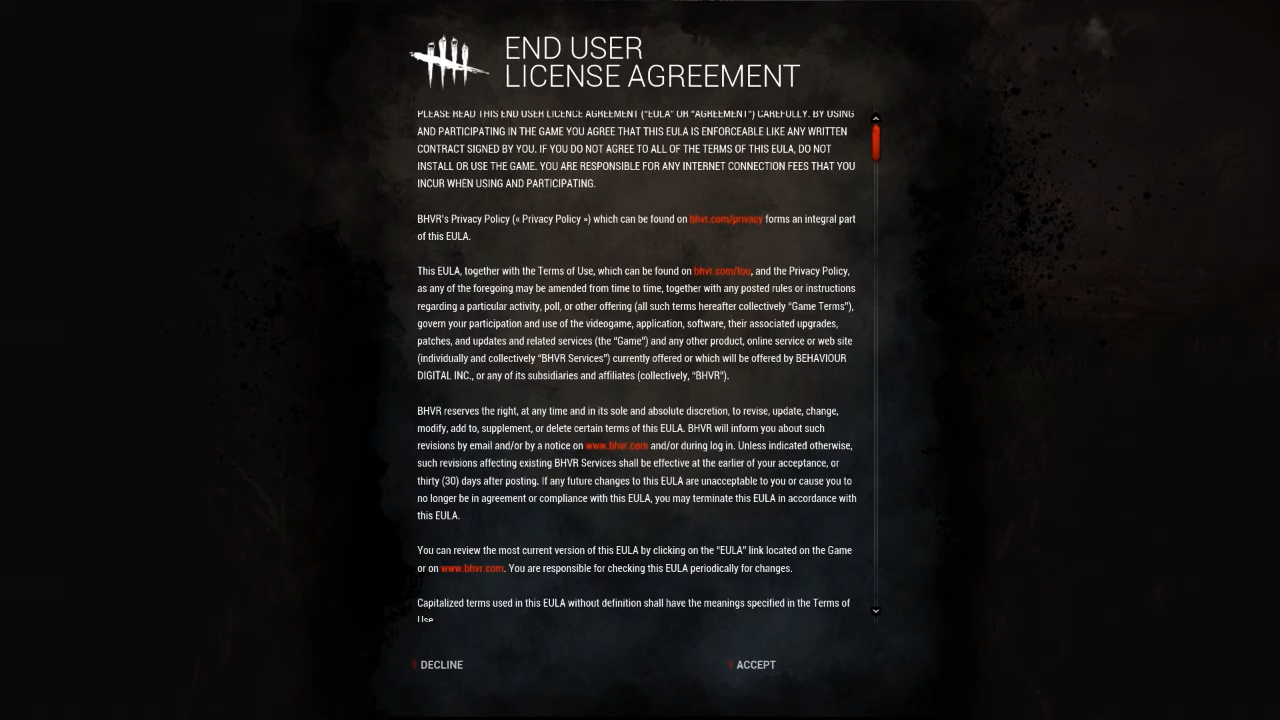 END USER
LICENSE AGREEMENT
PLEASE READ THIS END USER LICENCE AGREEMENT ("EULA" OR "AGREEMENT") CAREFULLY. BY USING
AND PARTICIPATING IN THE GAME YOU AGREE THAT THIS EULA IS ENFORCEABLE LIKE ANY WRITTEN
CONTRACT SIGNED BY YOU. IF YOU DO NOT AGREE TO ALL OF THE TERMS OF THIS EULA, DO NOT
INSTALL OR USE THE GAME. YOU ARE RESPONSIBLE FOR ANY INTERNET CONNECTION FEES THAT YOU
INCUR WHEN USING AND PARTICIPATING.
BHVR's Privacy Policy (« Privacy Policy ») which can be found on bhvr.com/privacy forms an integral part
of this EULA.
This EULA, together with the Terms of Use, which can be found on bhvr.com/tou, and the Privacy Policy,
as any of the foregoing may be amended from time to time, together with any posted rules or instructions
regarding a particular activity, poll, or other offering (all such terms hereafter collectively “Game Terms”),
govern your participation and use of the videogame, application, software, their associated upgrades,
patches, and updates and related services (the “Game”) and any other product, online service or web site
(individually and collectively “BHVR Services”) currently offered or which will be offered by BEHAVIOUR
DIGITAL INC., or any of its subsidiaries and affiliates (collectively, “BHVR”).
BHVR reserves the right, at any time and in its sole and absolute discretion, to revise, update, change,
modify, add to, supplement, or delete certain terms of this EULA. BHVR will inform you about such
revisions by email and/or by a notice on www.bhvr.com and/or during log in. Unless indicated otherwise,
such revisions affecting existing BHVR Services shall be effective at the earlier of your acceptance, or
thirty (30) days after posting. If any future changes to this EULA are unacceptable to you or cause you to
no longer be in agreement or compliance with this EULA, you may terminate this EULA in accordance with
this EULA.
You can review the most current version of this EULA by clicking on the “EULA” link located on the Game
or on www.bhvr.com. You are responsible for checking this EULA periodically for changes.
Capitalized terms used in this EULA without definition shall have the meanings specified in the Terms of
Use
DECLINE
ACCEPT